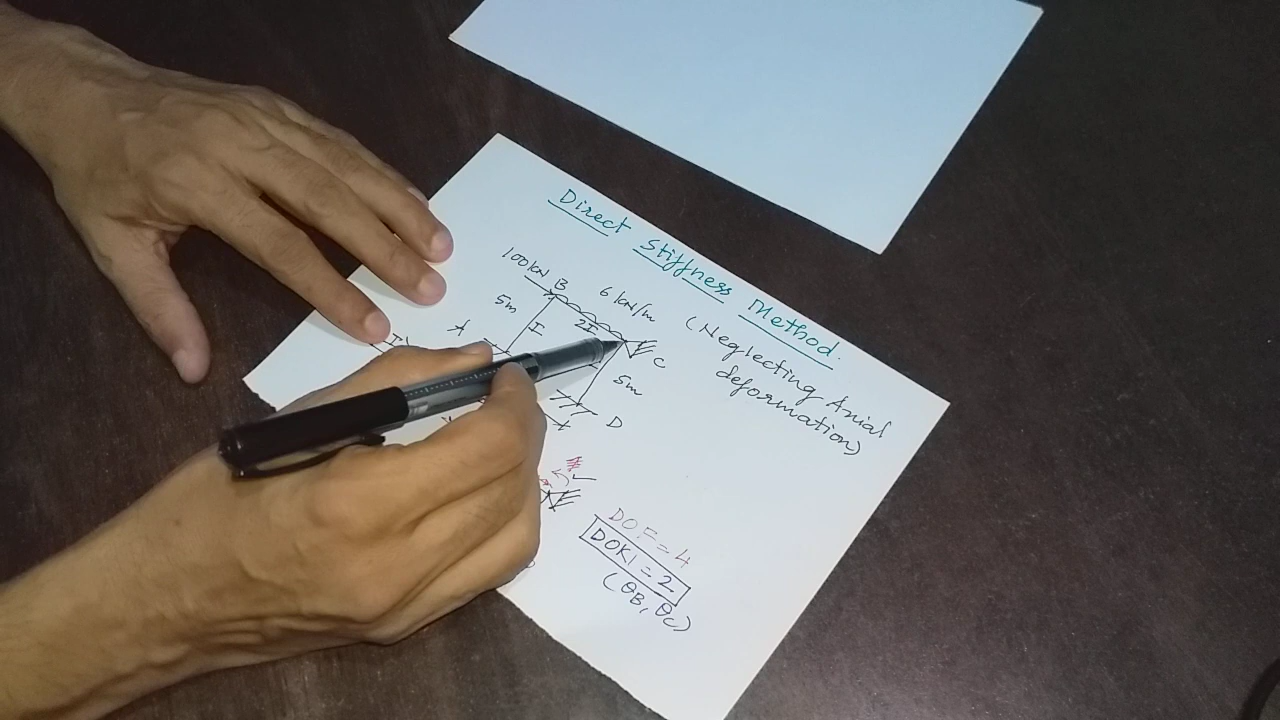 Direct Stiffness Method.
(Neglecting Axial
deformation)
100kN B 6 kN/m
5m I 2I
A C
5m
D
DOF = 4
DOKI = 2
(θB, θC)